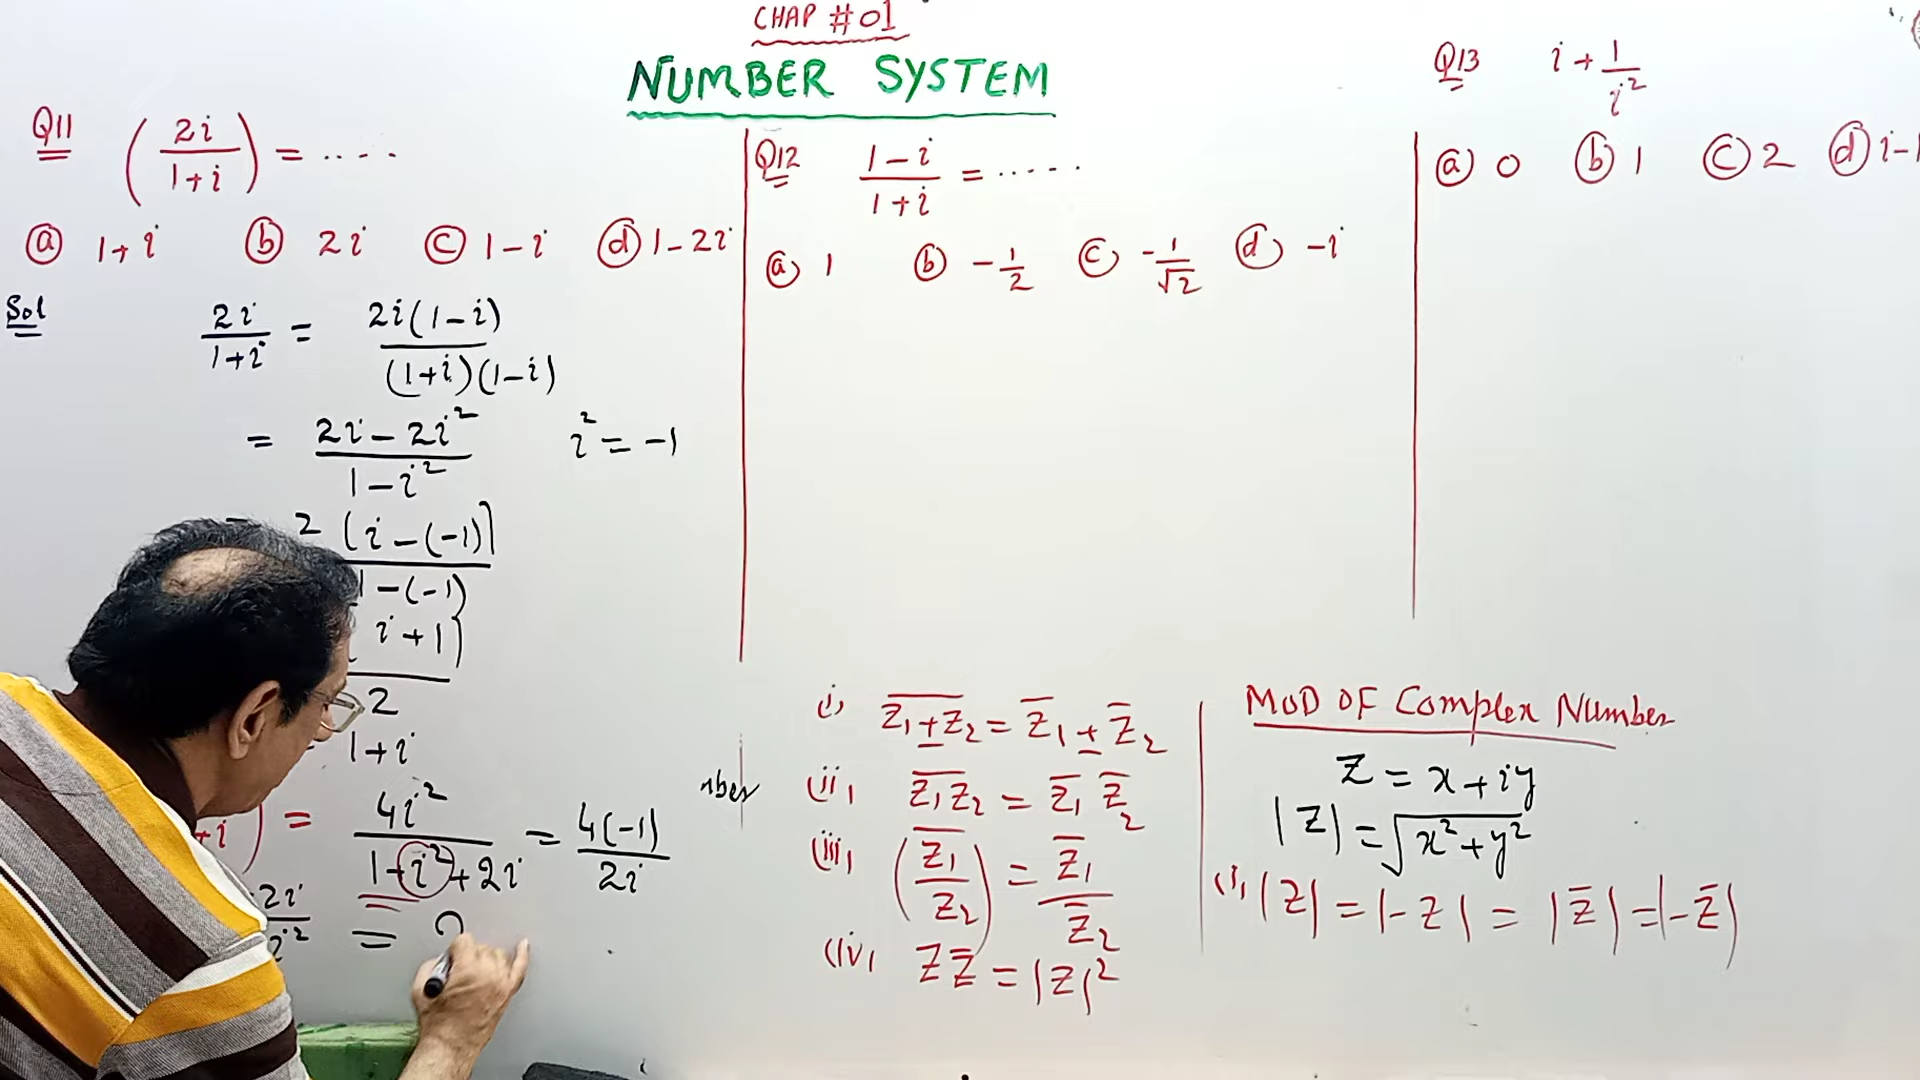 CHAP #01
NUMBER SYSTEM
Q11 (2i/1+i) = ....
ⓐ 1+i ⓑ 2i ⓒ 1-i ⓓ 1-2i
Sol 2i/1+i = 2i(1-i)/(1+i)(1-i)
= 2i-2i²/1-i² i² = -1
2 (i-(-1)]/1-(-1)
i+1)/2
1+i
+i) = 4i²/1+i²+2i = 4(-1)/2i
2i/i² = 2
Q12 1-i/1+i = .....
ⓐ 1 ⓑ -1/2 ⓒ -1/√2 ⓓ -i
Q13 i+1/i²
ⓐ 0 ⓑ 1 ⓒ 2 ⓓ i-1
nber
(i) \overline{z₁+z₂} = z̄₁+z̄₂
(ii) \overline{z₁z₂} = z̄₁ z̄₂
(iii) (\overline{z₁}/z₂) = z̄₁/z̄₂
(iv) zz̄ = |z|²
MOD OF Complex Number
z = x+iy
|z| = √x²+y²
(i) |z| = |-z| = |z̄| = |-z̄|